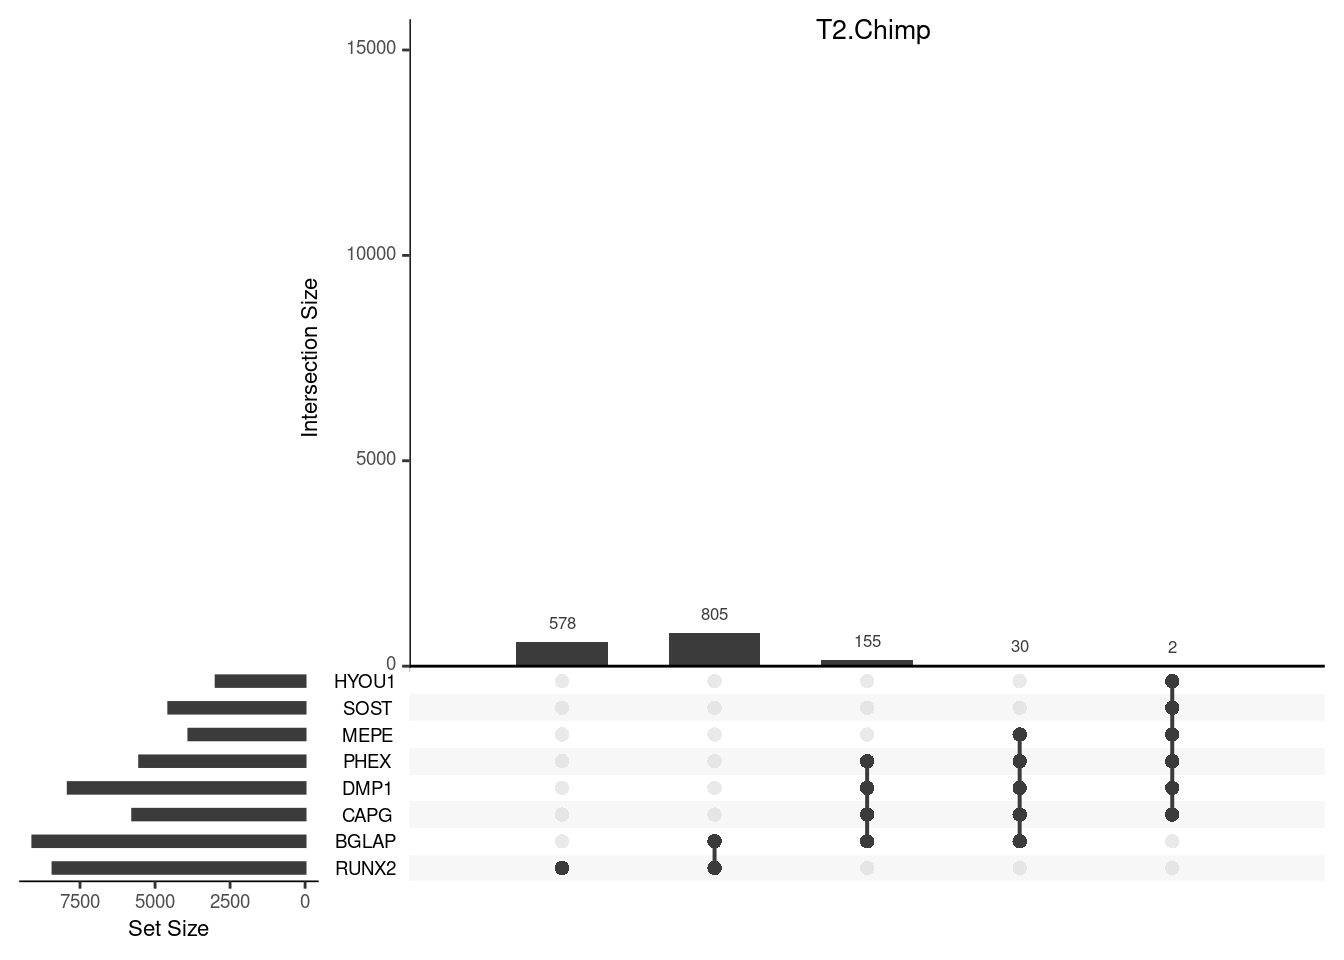 T2.Chimp
15000
10000
5000
0
Intersection Size
578
805
155
30
2
HYOU1
SOST
MEPE
PHEX
DMP1
CAPG
BGLAP
RUNX2
7500 5000 2500 0
Set Size